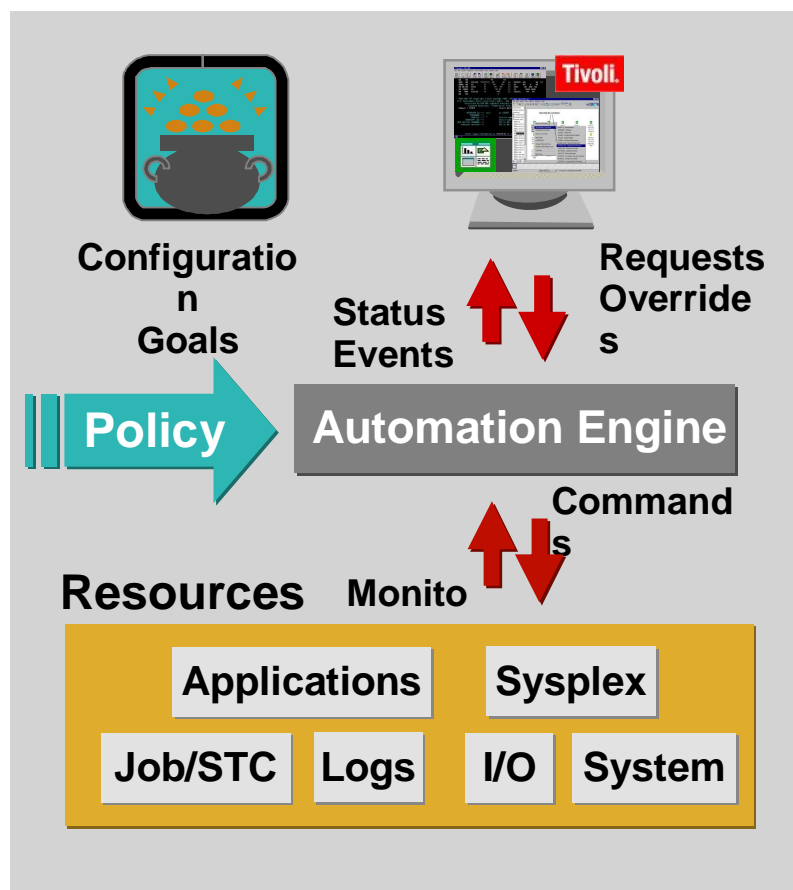 Tivoli.
NETVIEW
Configuratio
n
Goals
Requests
Override
s
Status
Events
Policy
Automation Engine
Command
s
Resources
Monito
Applications
Sysplex
Job/STC
Logs
I/O
System